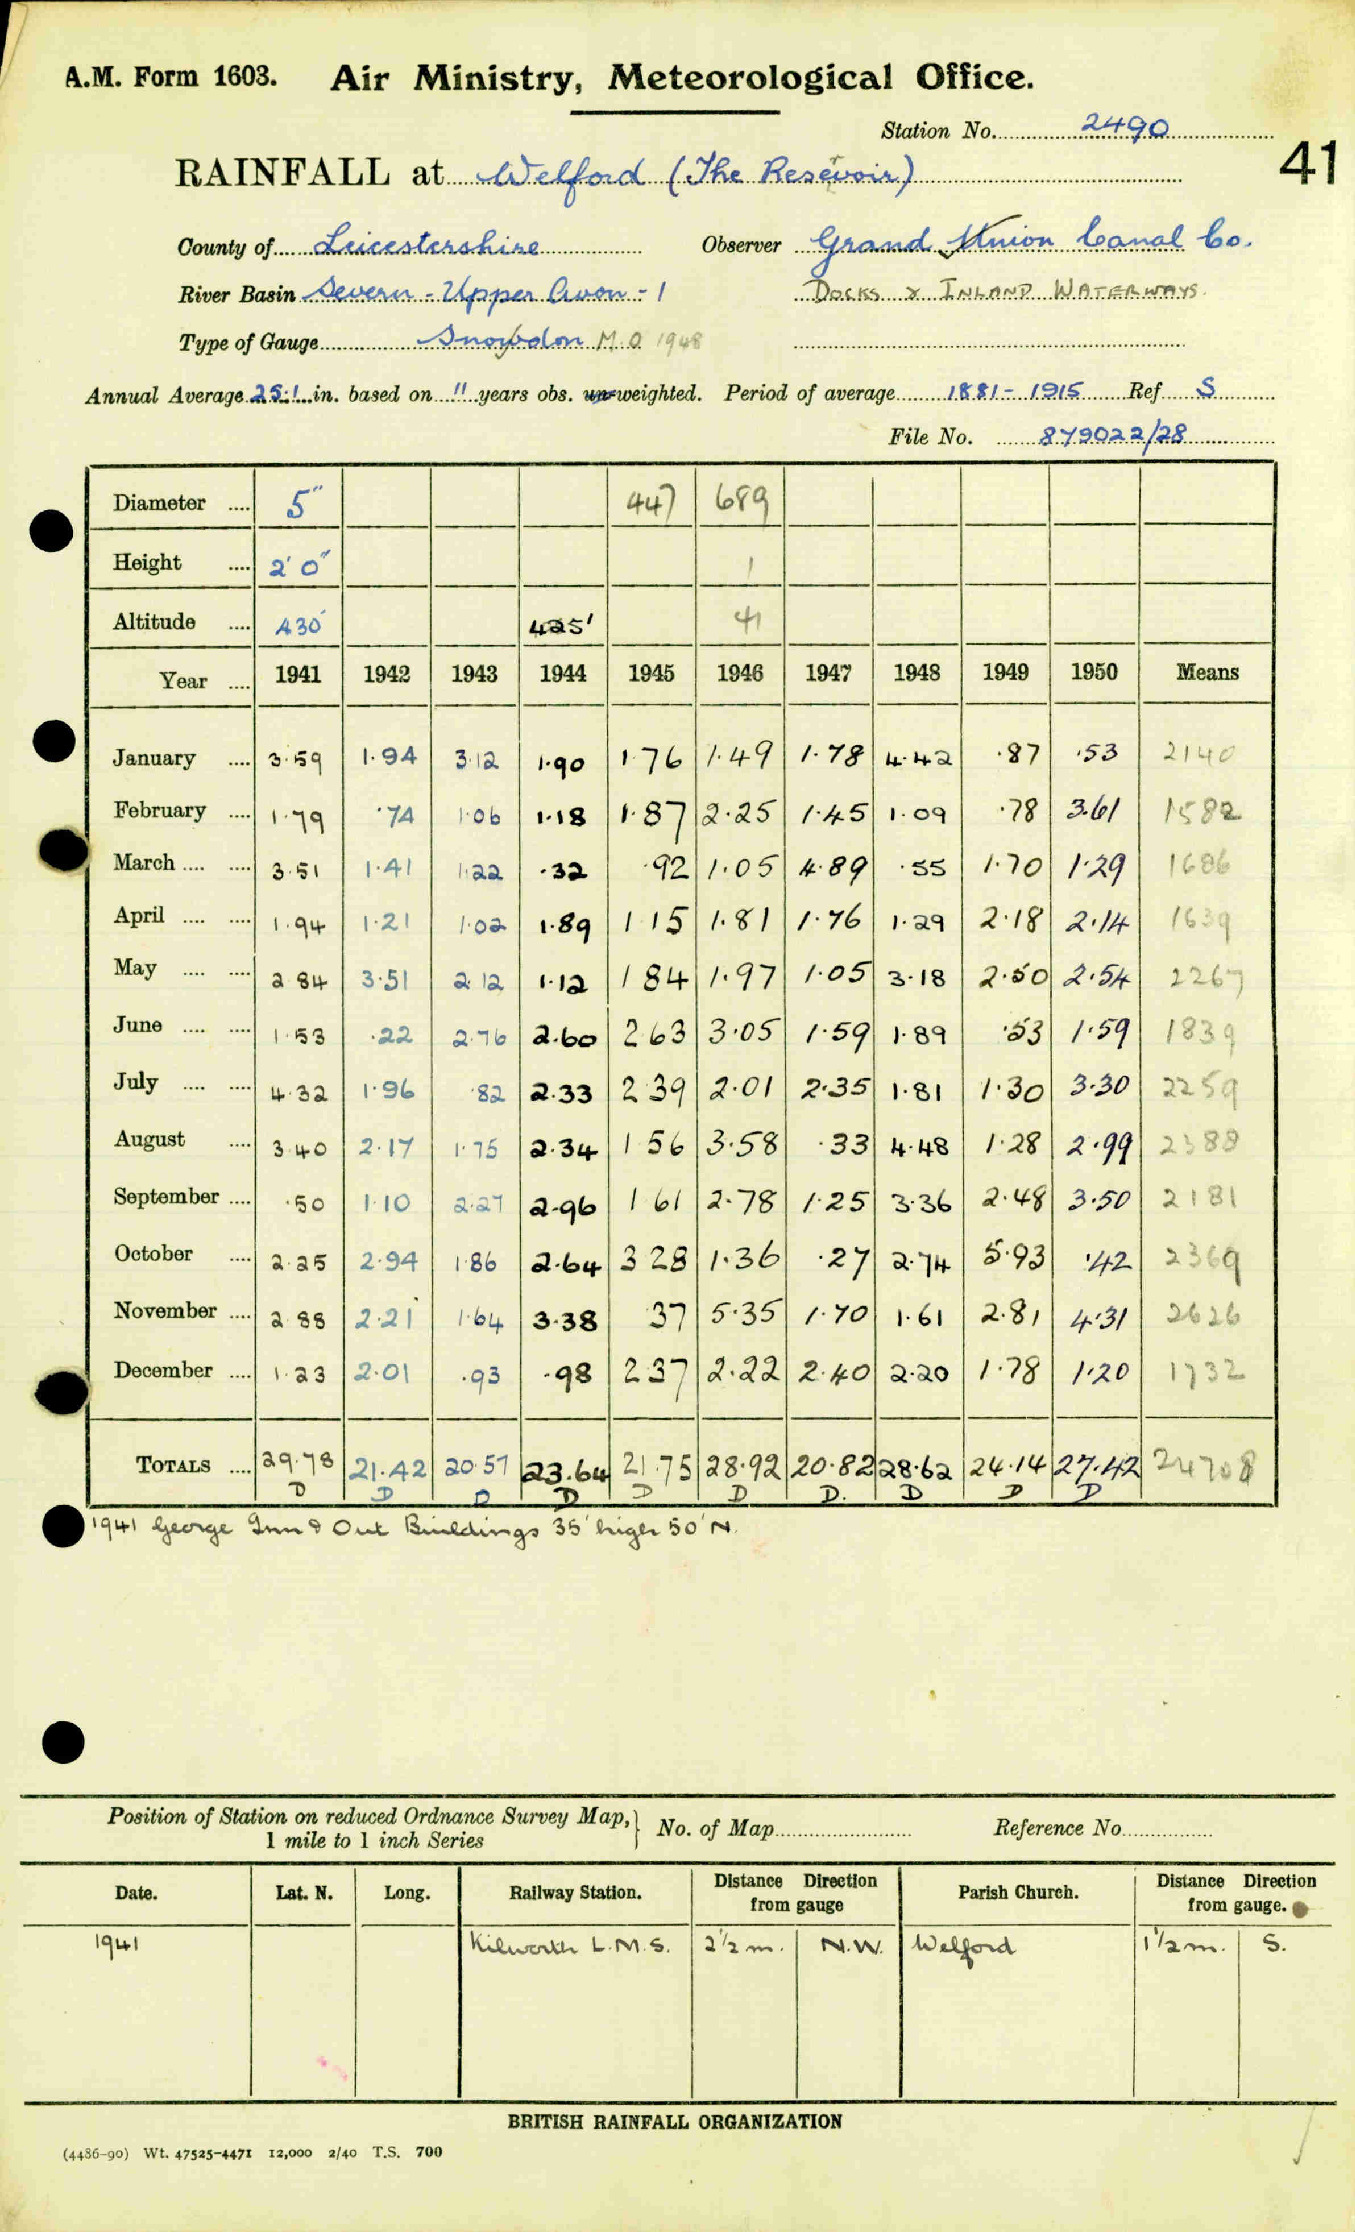 A.M. Form 1603. Air Ministry, Meteorological Office.
Station No. 2490
41
RAINFALL at Welford (The Resevoir)
County of Leicestershire Observer Grand Union Canal Co.
River Basin Severn - Upper Avon - 1 DOCKS & INLAND WATERWAYS.
Type of Gauge Snowdon M.O 1948
Annual Average 25.1 in. based on " years obs. un-weighted. Period of average 1881 - 1915 Ref S
File No. 879022/28
Diameter .... 5" 447 689
Height .... 2' 0" 1
Altitude .... 430' 425' 41
Year .... 1941 1942 1943 1944 1945 1946 1947 1948 1949 1950 Means
January .... 3.59 1.94 3.12 1.90 1.76 1.49 1.78 4.42 .87 .53 2140
February .... 1.79 .74 1.06 1.18 1.87 2.25 1.45 1.09 .78 3.61 1582
March .... .... 3.51 1.41 1.22 .32 .92 1.05 4.89 .55 1.70 1.29 1686
April .... .... 1.94 1.21 1.02 1.89 1.15 1.81 1.76 1.29 2.18 2.14 1639
May .... .... 2.84 3.51 2.12 1.12 1.84 1.97 1.05 3.18 2.50 2.54 2267
June .... .... 1.53 .22 2.76 2.60 2.63 3.05 1.59 1.89 .53 1.59 1839
July .... .... 4.32 1.96 .82 2.33 2.39 2.01 2.35 1.81 1.30 3.30 2259
August .... 3.40 2.17 1.75 2.34 1.56 3.58 .33 4.48 1.28 2.99 2388
September .... .50 1.10 2.27 2.96 1.61 2.78 1.25 3.36 2.48 3.50 2181
October .... 2.25 2.94 1.86 2.64 3.28 1.36 .27 2.74 5.93 .42 2369
November .... 2.88 2.21 1.64 3.38 .37 5.35 1.70 1.61 2.81 4.31 2626
December .... 1.23 2.01 .93 .98 2.37 2.22 2.40 2.20 1.78 1.20 1732
TOTALS .... 29.78 21.42 20.57 23.64 21.75 28.92 20.82 28.62 24.14 27.42 24708
D D D D D D D. D D D
1941 George Inn & Out Buildings 35' higer 50' N.
Position of Station on reduced Ordnance Survey Map, } No. of Map Reference No.
1 mile to 1 inch Series
Date. Lat. N. Long. Railway Station. Distance from gauge Direction Parish Church. Distance from gauge. Direction
1941 Kilworth L.M.S. 2½ m. N.W. Welford 1½ m. S.
BRITISH RAINFALL ORGANIZATION
(4486-90) Wt. 47525-4471 12,000 2/40 T.S. 700